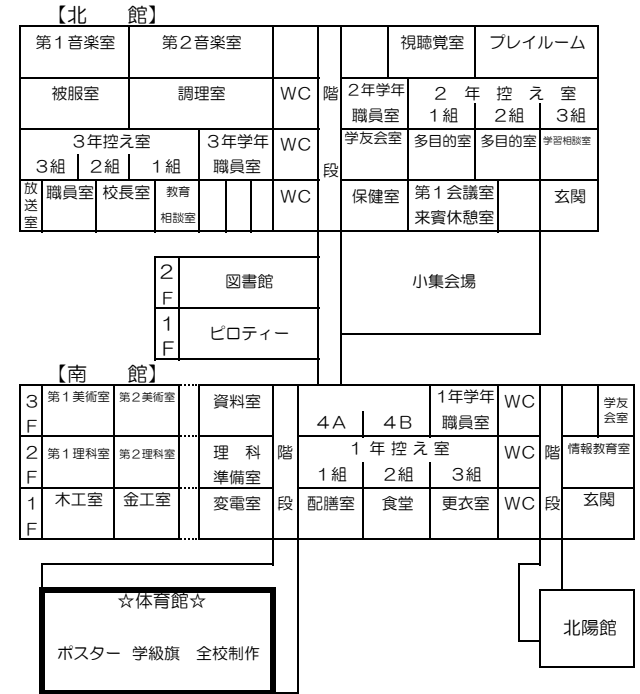 【北　館】
第1音楽室　第2音楽室　視聴覚室　プレイルーム
被服室　調理室　WC　階　2年学年　2　年　控　え　室
職員室　1組　2組　3組
3年控え室　3年学年　WC　学友会室　多目的室　多目的室　学習相談室
3組　2組　1組　職員室　段
放送室　職員室　校長室　教育　WC　保健室　第1会議室　玄関
相談室　来賓休憩室
2F　図書館　小集会場
1F　ピロティー
【南　館】
3F　第1美術室　第2美術室　資料室　1年学年　WC　学友
4A　4B　職員室　会室
2F　第1理科室　第2理科室　理　科　階　1　年　控　え　室　WC　階　情報教育室
準備室　1組　2組　3組
1F　木工室　金工室　変電室　段　配膳室　食堂　更衣室　WC　段　玄関
☆体育館☆
ポスター　学級旗　全校制作
北陽館